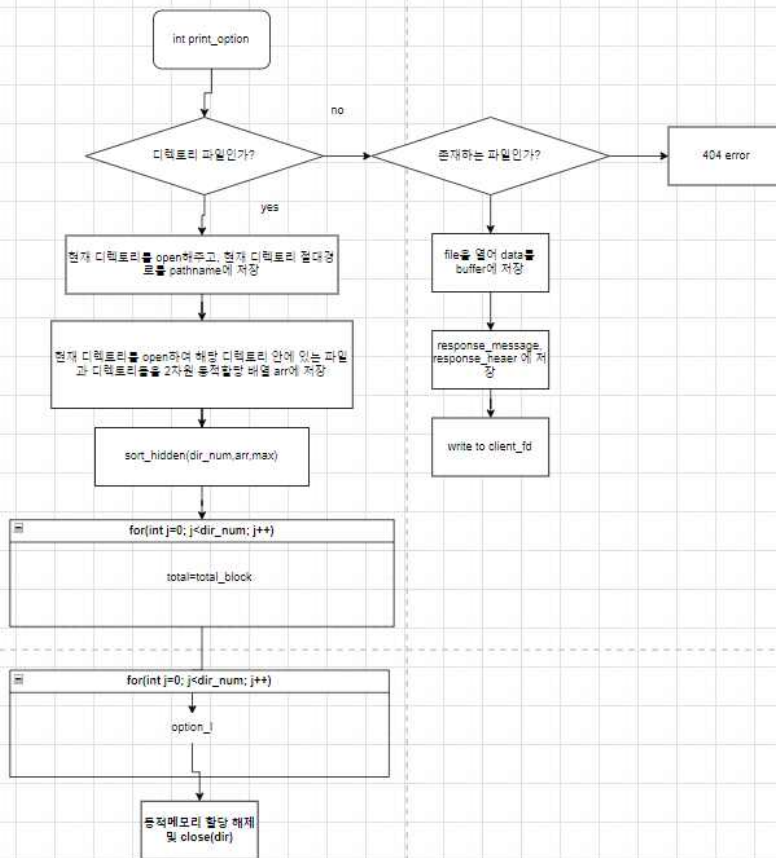 int print_option
no
디렉토리 파일인가?
존재하는 파일인가?
404 error
yes
현재 디렉토리를 open해주고, 현재 디렉토리 절대경
로를 pathname에 저장
file을 열어 data를
buffer에 저장
현재 디렉토리를 open하여 해당 디렉토리 안에 있는 파일
과 디렉토리들을 2차원 동적할당 배열 arr에 저장
response_message,
response_heaer 에 저
장
sort_hidden(dir_num,arr,max)
write to client_fd
for(int j=0; j<dir_num; j++)
total=total_block
for(int j=0; j<dir_num; j++)
option_l
동적메모리 할당 해제
및 close(dir)